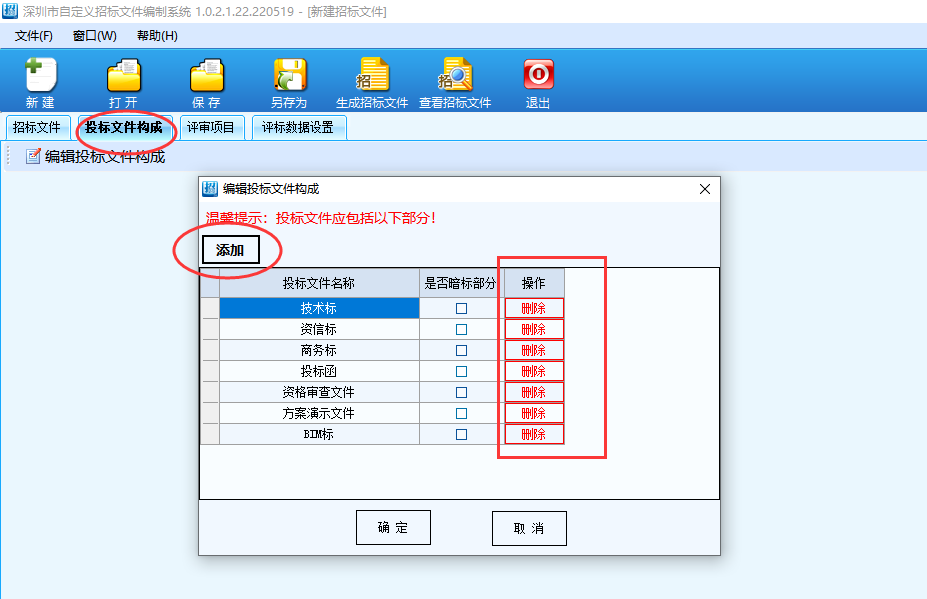 深圳市自定义招标文件编制系统 1.0.2.1.22.220519 - [新建招标文件]
文件(F) 窗口(W) 帮助(H)
招 招
新 建 打 开 保 存 另存为 生成招标文件 查看招标文件 退出
招标文件 投标文件构成 评审项目 评标数据设置
编辑投标文件构成
编辑投标文件构成
温馨提示：投标文件应包括以下部分！
添加
投标文件名称 是否暗标部分 操作
技术标 删除
资信标 删除
商务标 删除
投标函 删除
资格审查文件 删除
方案演示文件 删除
BIM标 删除
确 定 取 消